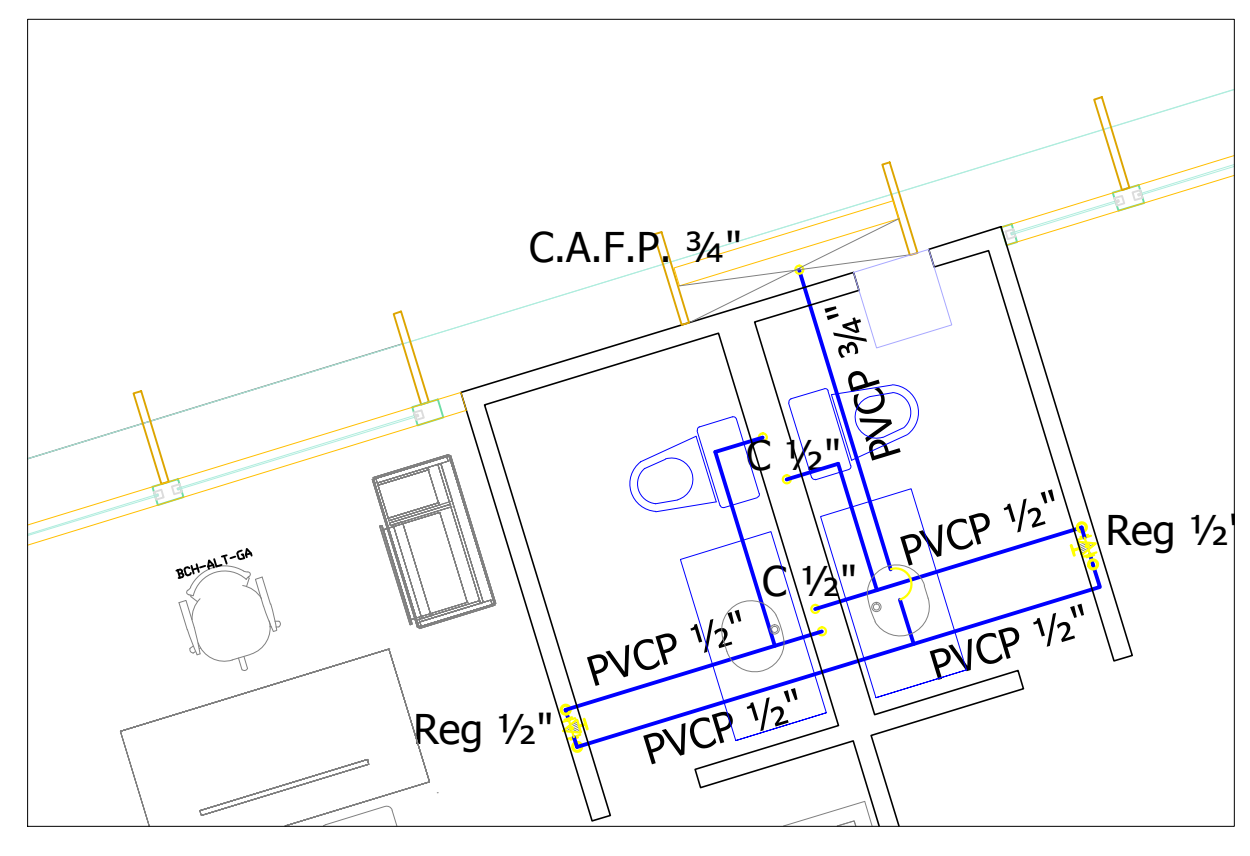 C.A.F.P. ¾"
PVCP ¾"
C ½"
PVCP ½"
Reg ½"
BCH-ALT-GA
C ½"
PVCP ½"
PVCP ½"
Reg ½"
PVCP ½"